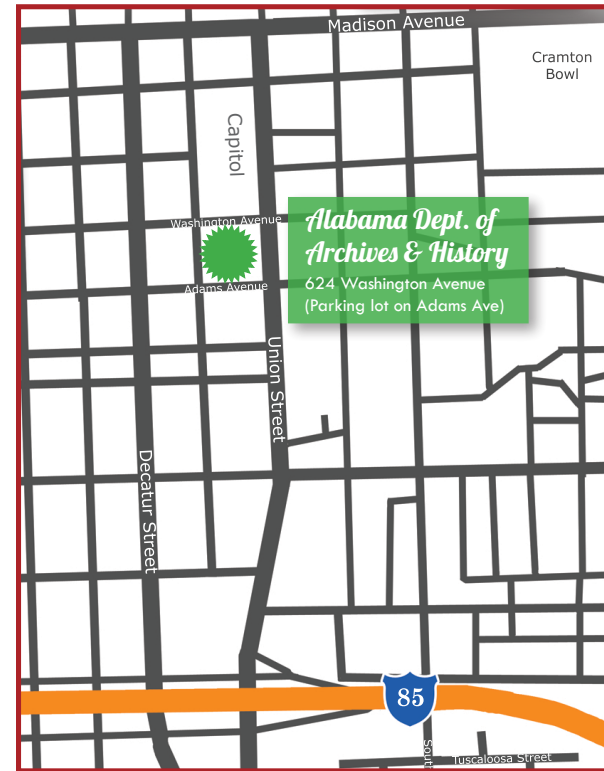 Madison Avenue
Cramton
Bowl
Capitol
Washington Avenue
Alabama Dept. of
Archives & History
624 Washington Avenue
(Parking lot on Adams Ave)
Adams Avenue
Union Street
Decatur Street
85
Sout
Tuscaloosa Street